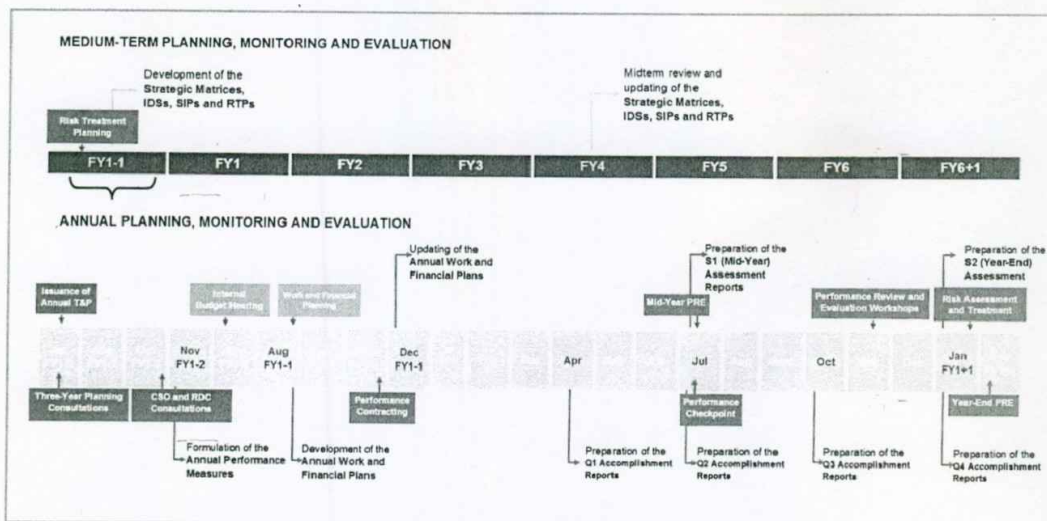 MEDIUM-TERM PLANNING, MONITORING AND EVALUATION
Development of the
Strategic Matrices,
IDSs, SIPs and RTPs
Midterm review and
updating of the
Strategic Matrices,
IDSs, SIPs and RTPs
Risk Treatment
Planning
FY1-1
FY1
FY2
FY3
FY4
FY5
FY6
FY6+1
ANNUAL PLANNING, MONITORING AND EVALUATION
Updating of the
Annual Work and
Financial Plans
Preparation of the
S1 (Mid-Year)
Assessment
Reports
Preparation of the
S2 (Year-End)
Assessment
Issuance of
Annual T&P
Internal
Budget Hearing
Work and Financial
Planning
Mid-Year PRE
Performance Review and
Evaluation Workshops
Risk Assessment
and Treatment
Nov
FY1-2
Aug
FY1-1
Dec
FY1-1
Apr
Jul
Oct
Jan
FY1+1
Three-Year Planning
Consultations
CSO and RDC
Consultations
Performance
Contracting
Performance
Checkpoint
Year-End PRE
Formulation of the
Annual Performance
Measures
Development of the
Annual Work and
Financial Plans
Preparation of the
Q1 Accomplishment
Reports
Preparation of the
Q2 Accomplishment
Reports
Preparation of the
Q3 Accomplishment
Reports
Preparation of the
Q4 Accomplishment
Reports